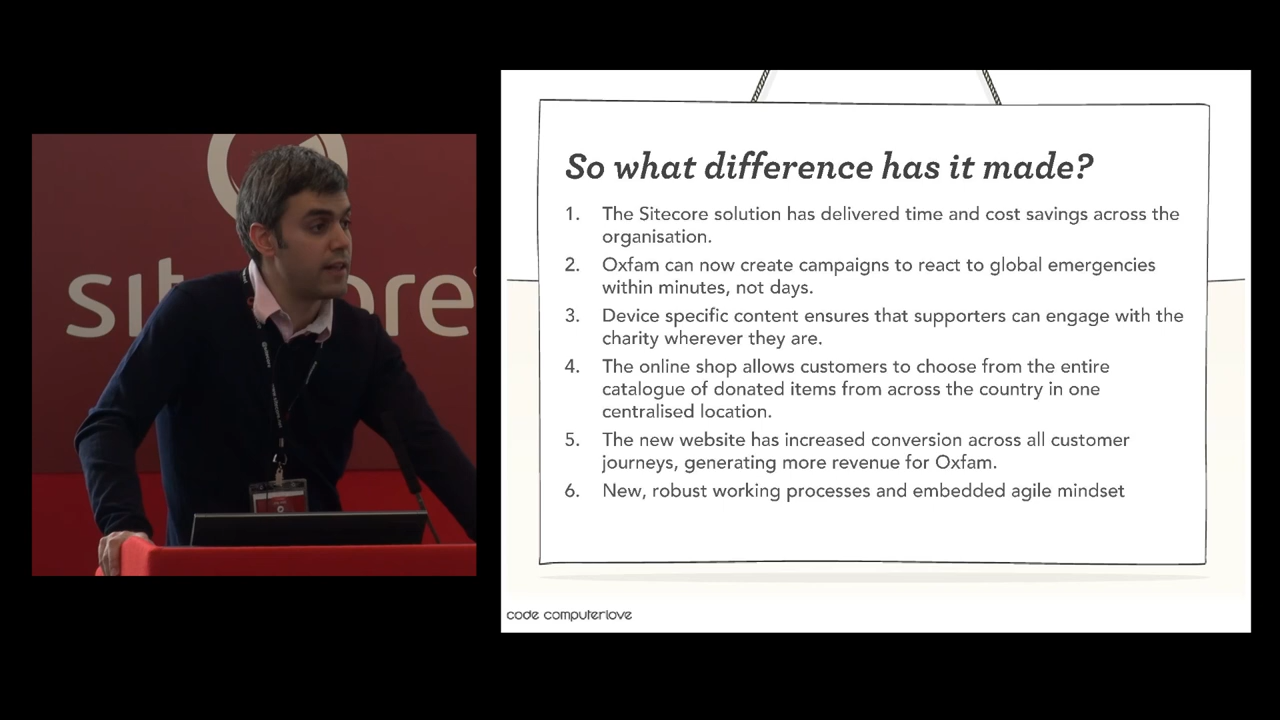 sitecore
So what difference has it made?
1. The Sitecore solution has delivered time and cost savings across the
organisation.
2. Oxfam can now create campaigns to react to global emergencies
within minutes, not days.
3. Device specific content ensures that supporters can engage with the
charity wherever they are.
4. The online shop allows customers to choose from the entire
catalogue of donated items from across the country in one
centralised location.
5. The new website has increased conversion across all customer
journeys, generating more revenue for Oxfam.
6. New, robust working processes and embedded agile mindset
code computerlove